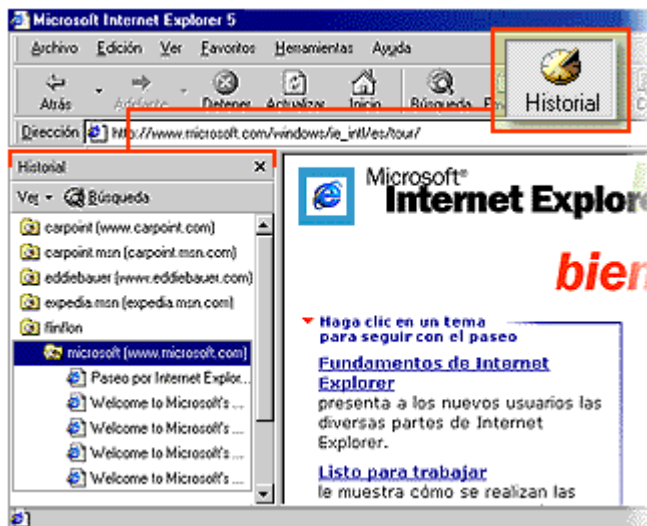 Microsoft Internet Explorer 5
Archivo Edición Ver Favoritos Herramientas Ayuda
Atrás Adelante Detener Actualizar Inicio Búsqueda
Historial
Dirección http://www.microsoft.com/windows/ie_intl/es/tour/
Historial
Ver Búsqueda
carpoint (www.carpoint.com)
carpoint.msn (carpoint.msn.com)
eddiebauer (www.eddiebauer.com)
expedia.msn (expedia.msn.com)
flinflon
microsoft (www.microsoft.com)
Paseo por Internet Explor...
Welcome to Microsoft's ...
Welcome to Microsoft's ...
Welcome to Microsoft's ...
Welcome to Microsoft's ...
Microsoft®
Internet Explore
bien
Haga clic en un tema
para seguir con el paseo
Fundamentos de Internet
Explorer
presenta a los nuevos usuarios las
diversas partes de Internet
Explorer.
Listo para trabajar
le muestra cómo se realizan las